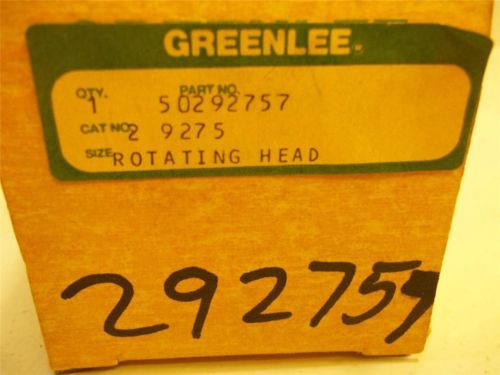 GREENLEE
QTY. PART NO.
1 50292757
CAT NO. 2 9275
SIZE ROTATING HEAD
292757